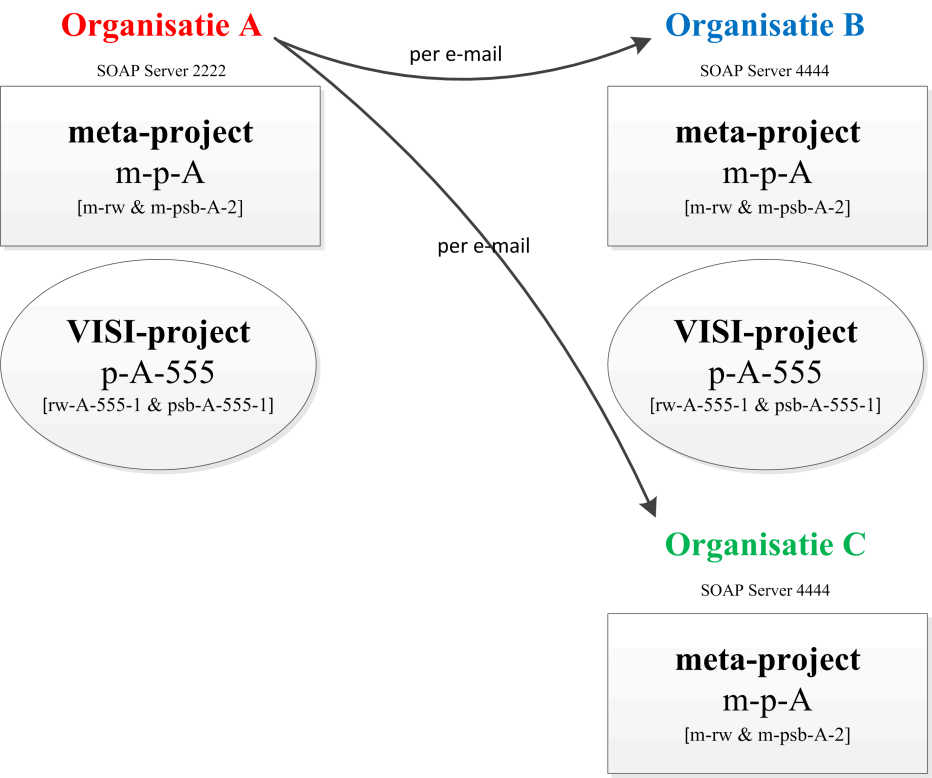 Organisatie A
per e-mail
Organisatie B
SOAP Server 2222
SOAP Server 4444
meta-project
m-p-A
[m-rw & m-psb-A-2]
meta-project
m-p-A
[m-rw & m-psb-A-2]
per e-mail
VISI-project
p-A-555
[rw-A-555-1 & psb-A-555-1]
VISI-project
p-A-555
[rw-A-555-1 & psb-A-555-1]
Organisatie C
SOAP Server 4444
meta-project
m-p-A
[m-rw & m-psb-A-2]